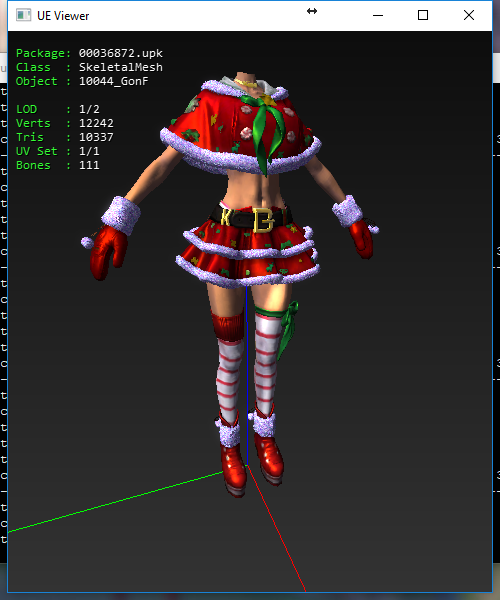 UE Viewer
Package: 00036872.upk
Class : SkeletalMesh
Object : 10044_GonF
LOD : 1/2
Verts : 12242
Tris : 10337
UV Set : 1/1
Bones : 111
K B